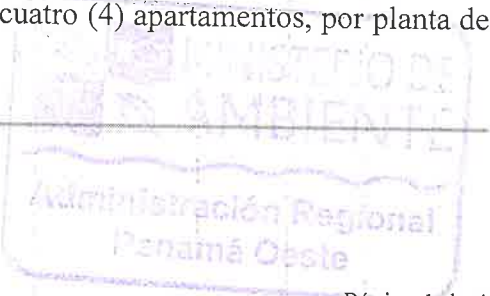 cuatro (4) apartamentos, por planta de
MINISTERIO DE
AMBIENTE
Administración Regional
Panamá Oeste